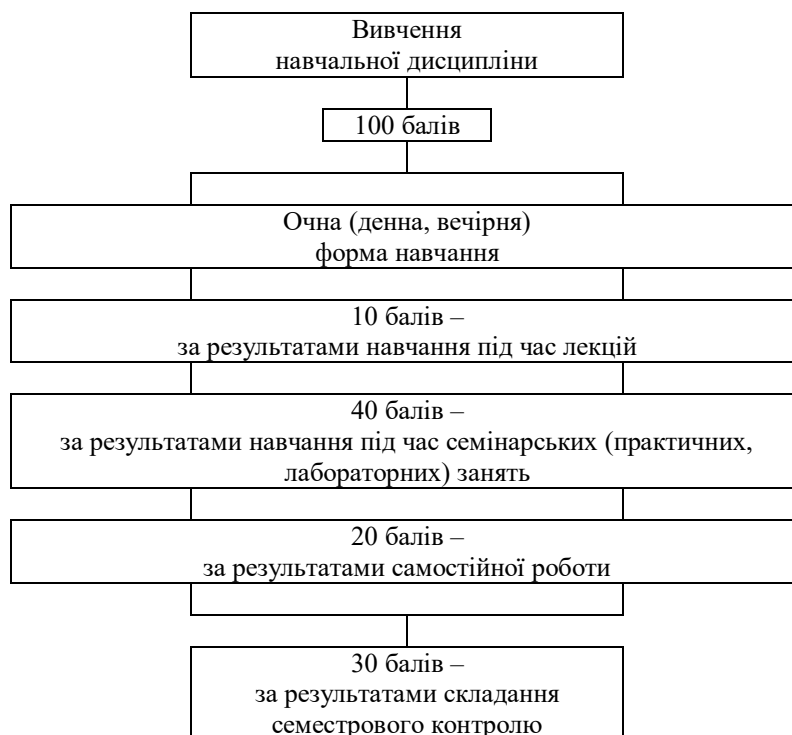 Вивчення
навчальної дисципліни
100 балів
Очна (денна, вечірня)
форма навчання
10 балів –
за результатами навчання під час лекцій
40 балів –
за результатами навчання під час семінарських (практичних,
лабораторних) занять
20 балів –
за результатами самостійної роботи
30 балів –
за результатами складання
семестрового контролю